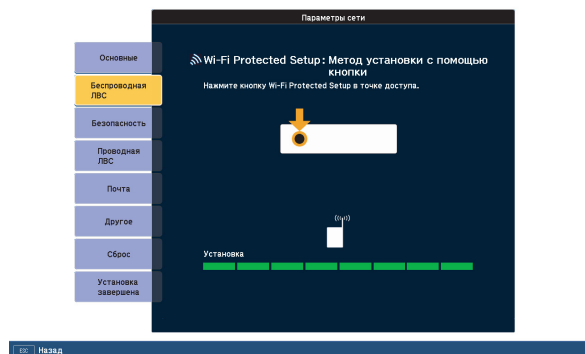 Параметры сети
Основные
Беспроводная
ЛВС
Безопасность
Проводная
ЛВС
Почта
Другое
Сброс
Установка
завершена
Wi-Fi Protected Setup: Метод установки с помощью
кнопки
Нажмите кнопку Wi-Fi Protected Setup в точке доступа.
Установка
ESC Назад